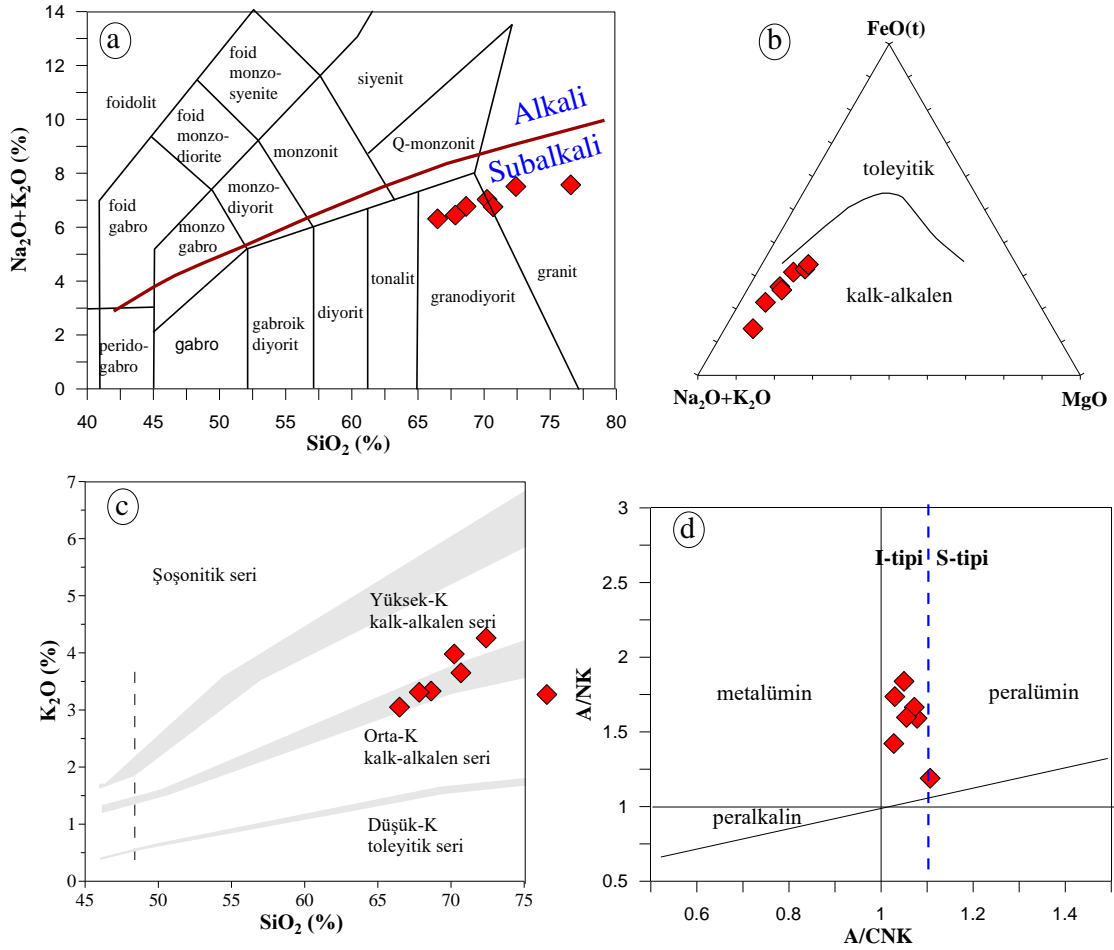 a
14
12
10
8
6
4
2
0
Na₂O+K₂O (%)
40
45
50
55
60
65
70
75
80
SiO₂ (%)
foidolit
foid
monzo-
syenite
foid
monzo-
diorite
foid
gabro
siyenit
Q-monzonit
monzonit
monzo-
diyorit
monzo
gabro
perido-
gabro
gabro
gabroik
diyorit
diyorit
tonalit
granodiyorit
granit
Alkali
Subalkali
b
FeO(t)
toleyitik
kalk-alkalen
Na₂O+K₂O
MgO
c
7
6
5
4
3
2
1
0
K₂O (%)
45
50
55
60
65
70
75
SiO₂ (%)
Şoşonitik seri
Yüksek-K
kalk-alkalen seri
Orta-K
kalk-alkalen seri
Düşük-K
toleyitik seri
d
3
2.5
2
1.5
1
0.5
A/NK
0.6
0.8
1
1.2
1.4
A/CNK
I-tipi
S-tipi
metalümin
peralümin
peralkalin